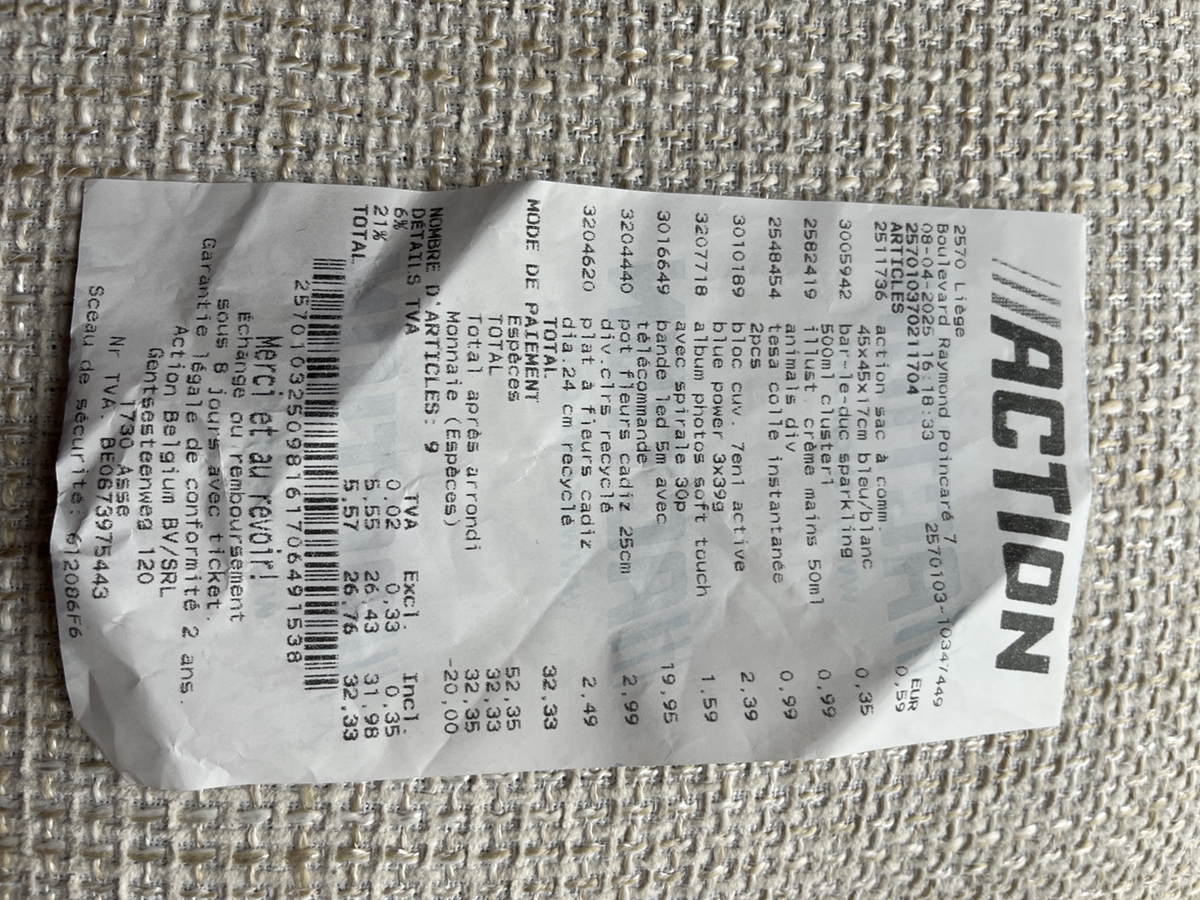 ACTION
2570 Liège
Boulevard Raymond Poincaré 7
08-04-2025 16:18:33 2570103-10347449
2570103702111704
ARTICLES EUR
2511736 action sac à comm. 0,59
45x45x17cm bleu/blanc
3005942 bar-le-duc sparkling 0,35
500ml cluster1
2582419 illust. crème mains 50ml 0,99
animals div
2548454 tesa colle instantanée 0,99
2pcs
3010189 bloc cuv. 7en1 active 2,39
blue power 3x39g
3207718 album photos soft touch 1,59
avec spirale 30p
3016649 bande led 5m avec 19,95
télécommande
3204440 pot fleurs cadiz 25cm 2,99
div clrs recyclé
3204620 plat à fleurs cadiz 2,49
dia.24 cm recyclé
TOTAL 32,33
MODE DE PAIEMENT
Espèces 52,35
TOTAL 32,33
Total après arrondi 32,35
Monnaie (Espèces) -20,00
NOMBRE D'ARTICLES: 9
DÉTAILS TVA TVA Excl. Incl.
6% 0,02 0,33 0,35
21% 5,55 26,43 31,98
TOTAL 5,57 26,76 32,33
2570103250981617064915​38
Merci et au revoir!
Échange ou remboursement
sous 8 jours avec ticket.
Garantie légale de conformité 2 ans.
Action Belgium BV/SRL
Gentsesteenweg 120
1730 Asse
Nr TVA: BE0673975443
Sceau de sécurité: 612086F6